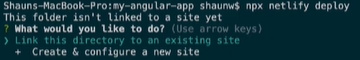 Shauns-MacBook-Pro:my-angular-app shaunw$ npx netlify deploy
This folder isn't linked to a site yet
? What would you like to do? (Use arrow keys)
❯ Link this directory to an existing site
+ Create & configure a new site